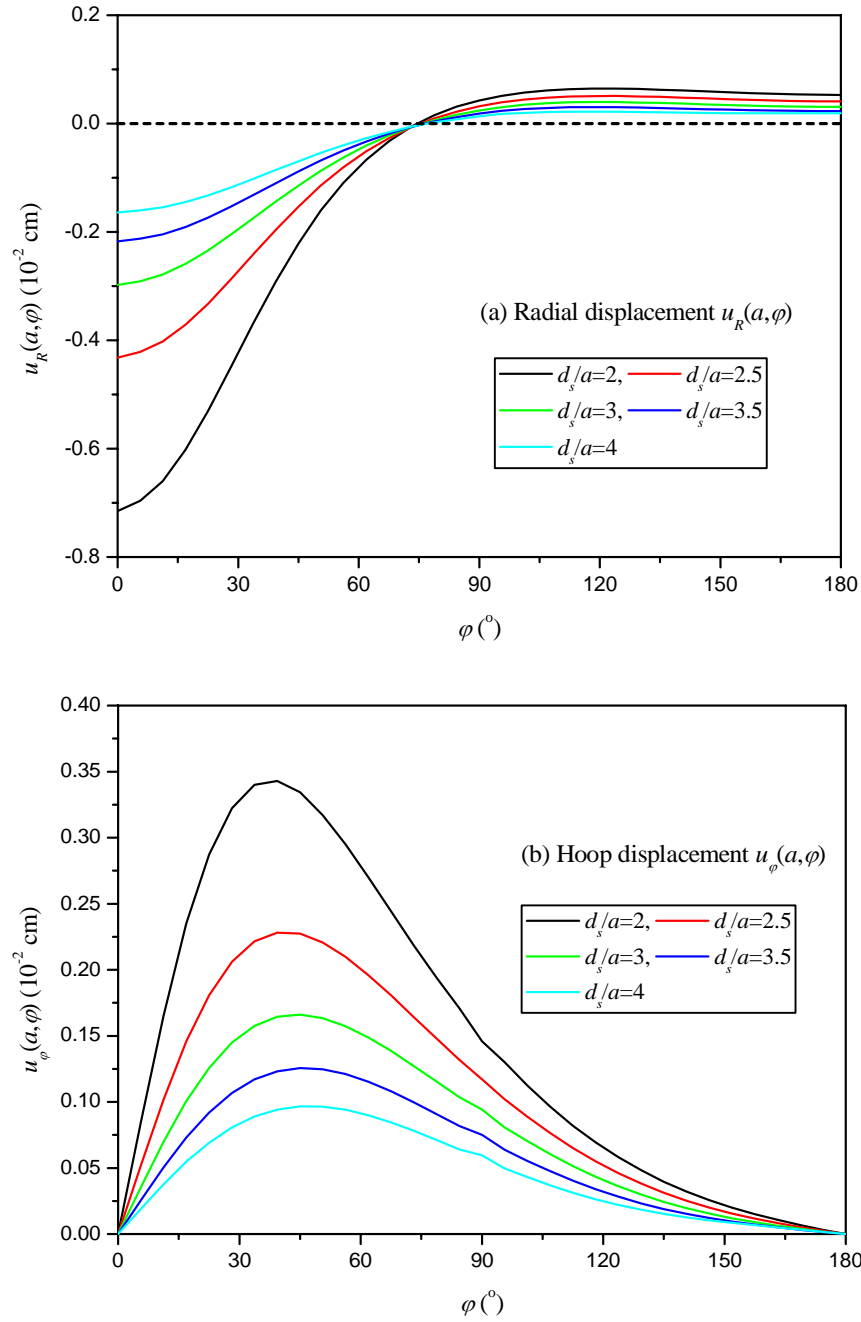 0.2
0.0
-0.2
-0.4
-0.6
-0.8
u_R(a,φ) (10^-2 cm)
(a) Radial displacement u_R(a,φ)
d_s/a=2, d_s/a=2.5
d_s/a=3, d_s/a=3.5
d_s/a=4
0 30 60 90 120 150 180
φ (°)
0.40
0.35
0.30
0.25
0.20
0.15
0.10
0.05
0.00
u_φ(a,φ) (10^-2 cm)
(b) Hoop displacement u_φ(a,φ)
d_s/a=2, d_s/a=2.5
d_s/a=3, d_s/a=3.5
d_s/a=4
0 30 60 90 120 150 180
φ (°)